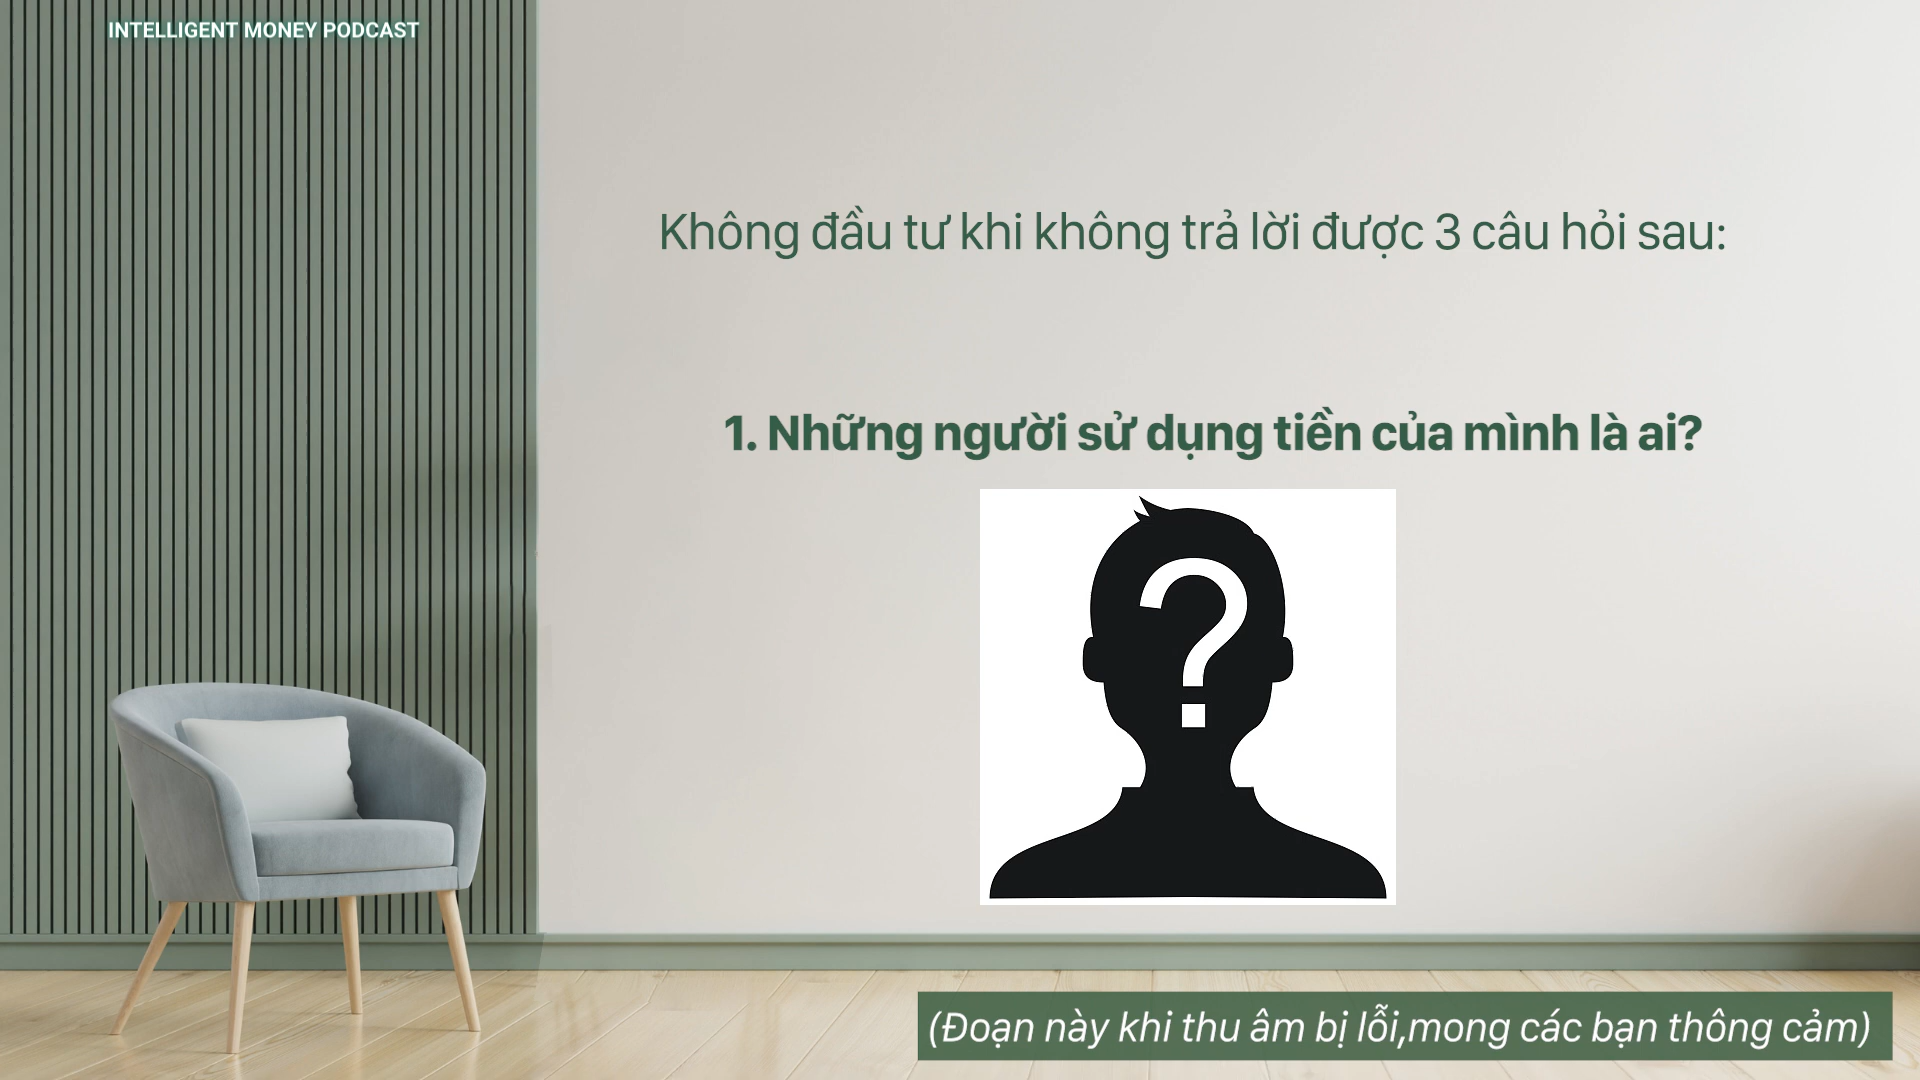 INTELLIGENT MONEY PODCAST
Không đầu tư khi không trả lời được 3 câu hỏi sau:
1. Những người sử dụng tiền của mình là ai?
?
(Đoạn này khi thu âm bị lỗi,mong các bạn thông cảm)